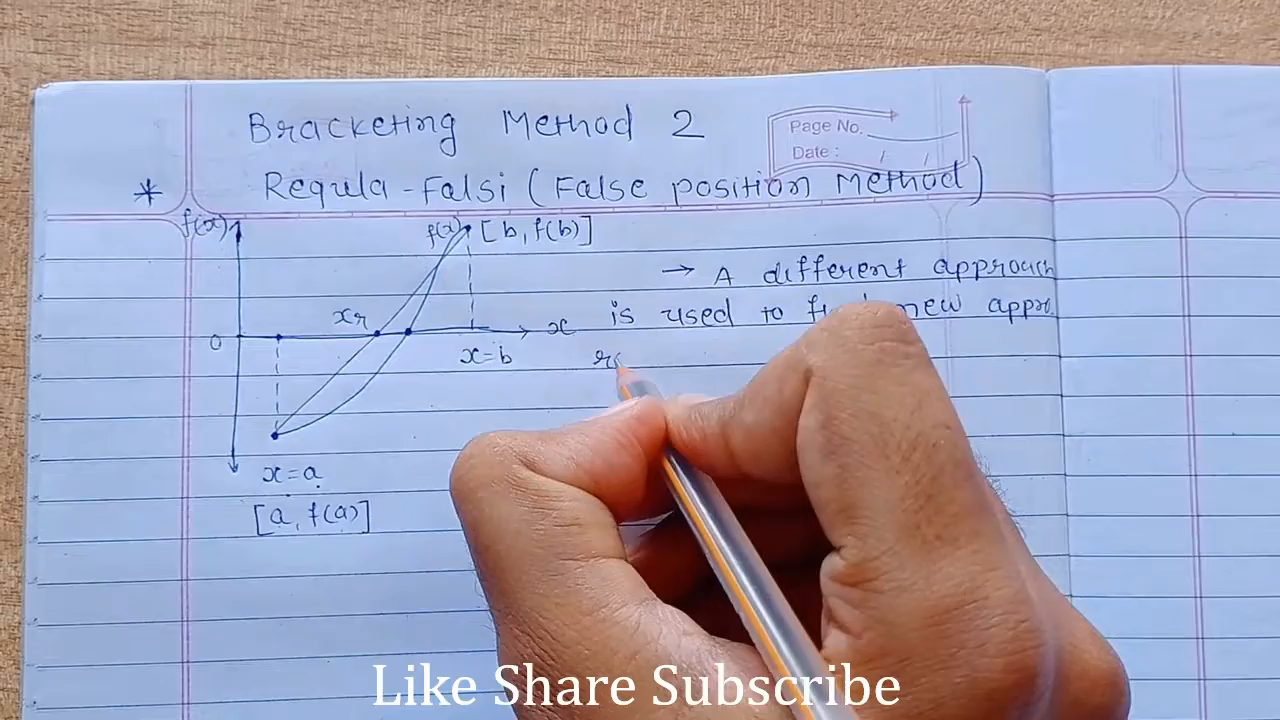 Bracketing Method 2
Page No.
Date : / /
* Regula-Falsi (False position Method)
f(x) f(x) [b, f(b)]
→ A different approach
xr x is used to new appro
0 x=b
x=a
[a, f(a)]
Like Share Subscribe